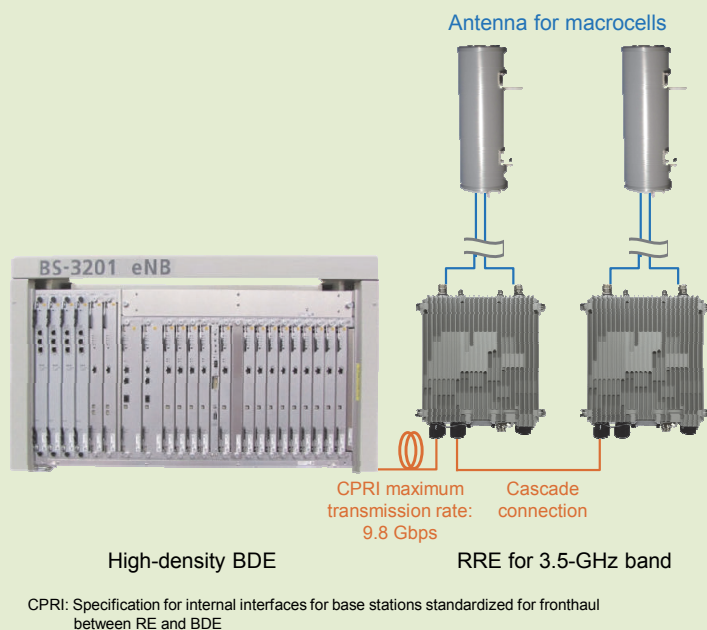 Antenna for macrocells
BS-3201 eNB
CPRI maximum
transmission rate:
9.8 Gbps
Cascade
connection
High-density BDE
RRE for 3.5-GHz band
CPRI: Specification for internal interfaces for base stations standardized for fronthaul
between RE and BDE